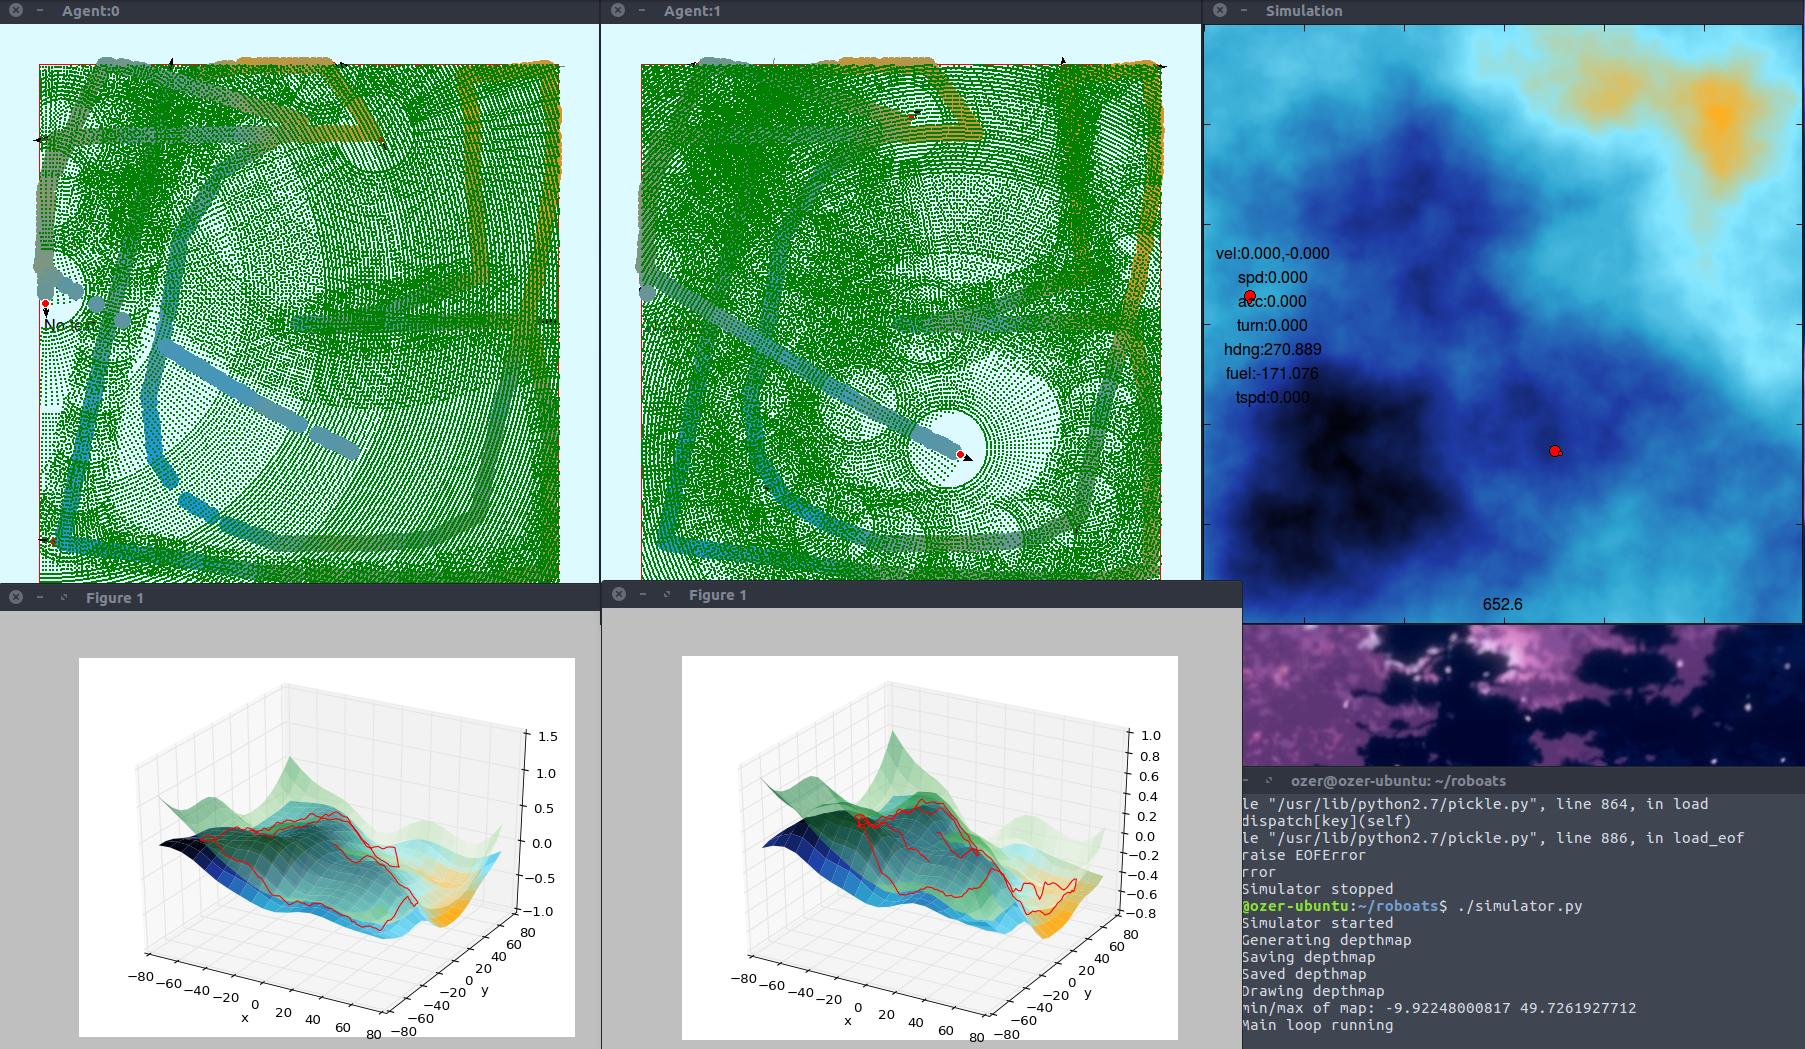 Agent:0
Agent:1
Simulation
vel:0.000,-0.000
spd:0.000
acc:0.000
turn:0.000
hdng:270.889
fuel:-171.076
tspd:0.000
652.6
Figure 1
1.5
1.0
0.5
0.0
−0.5
−1.0
80
60
40
20
0
−20
−40
−60
−80
y
−80
−60
−40
−20
0
20
40
60
80
x
Figure 1
1.0
0.8
0.6
0.4
0.2
0.0
−0.2
−0.4
−0.6
−0.8
80
60
40
20
0
−20
−40
−60
−80
y
−80
−60
−40
−20
0
20
40
60
80
x
ozer@ozer-ubuntu: ~/roboats
le "/usr/lib/python2.7/pickle.py", line 864, in load
dispatch[key](self)
le "/usr/lib/python2.7/pickle.py", line 886, in load_eof
raise EOFError
rror
Simulator stopped
@ozer-ubuntu:~/roboats$ ./simulator.py
Simulator started
Generating depthmap
Saving depthmap
Saved depthmap
Drawing depthmap
min/max of map: -9.92248000817 49.7261927712
Main loop running